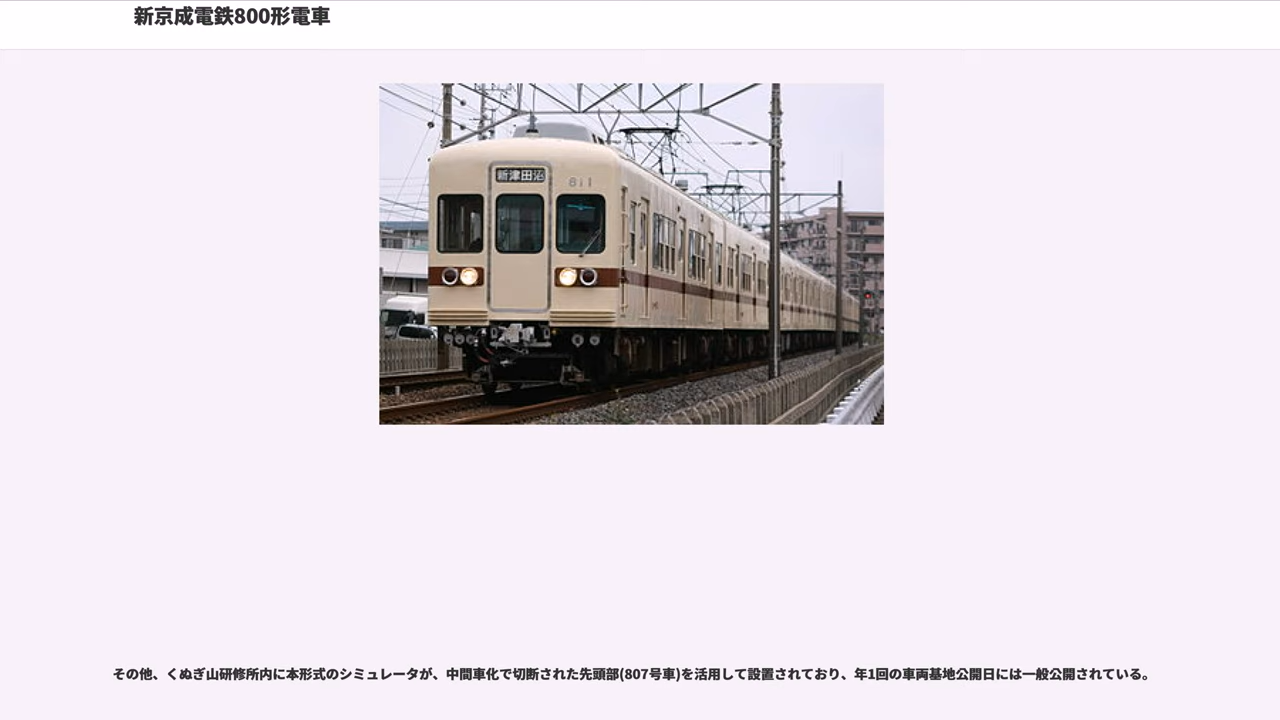 新京成電鉄800形電車
新津田沼
811
その他、くぬぎ山研修所内に本形式のシミュレータが、中間車化で切断された先頭部(807号車)を活用して設置されており、年1回の車両基地公開日には一般公開されている。